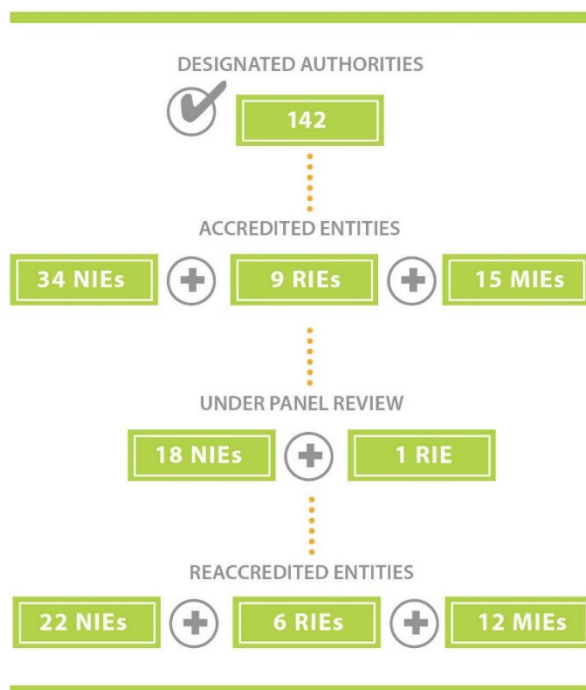 DESIGNATED AUTHORITIES
142
ACCREDITED ENTITIES
34 NIEs
9 RIEs
15 MIEs
UNDER PANEL REVIEW
18 NIEs
1 RIE
REACCREDITED ENTITIES
22 NIEs
6 RIEs
12 MIEs